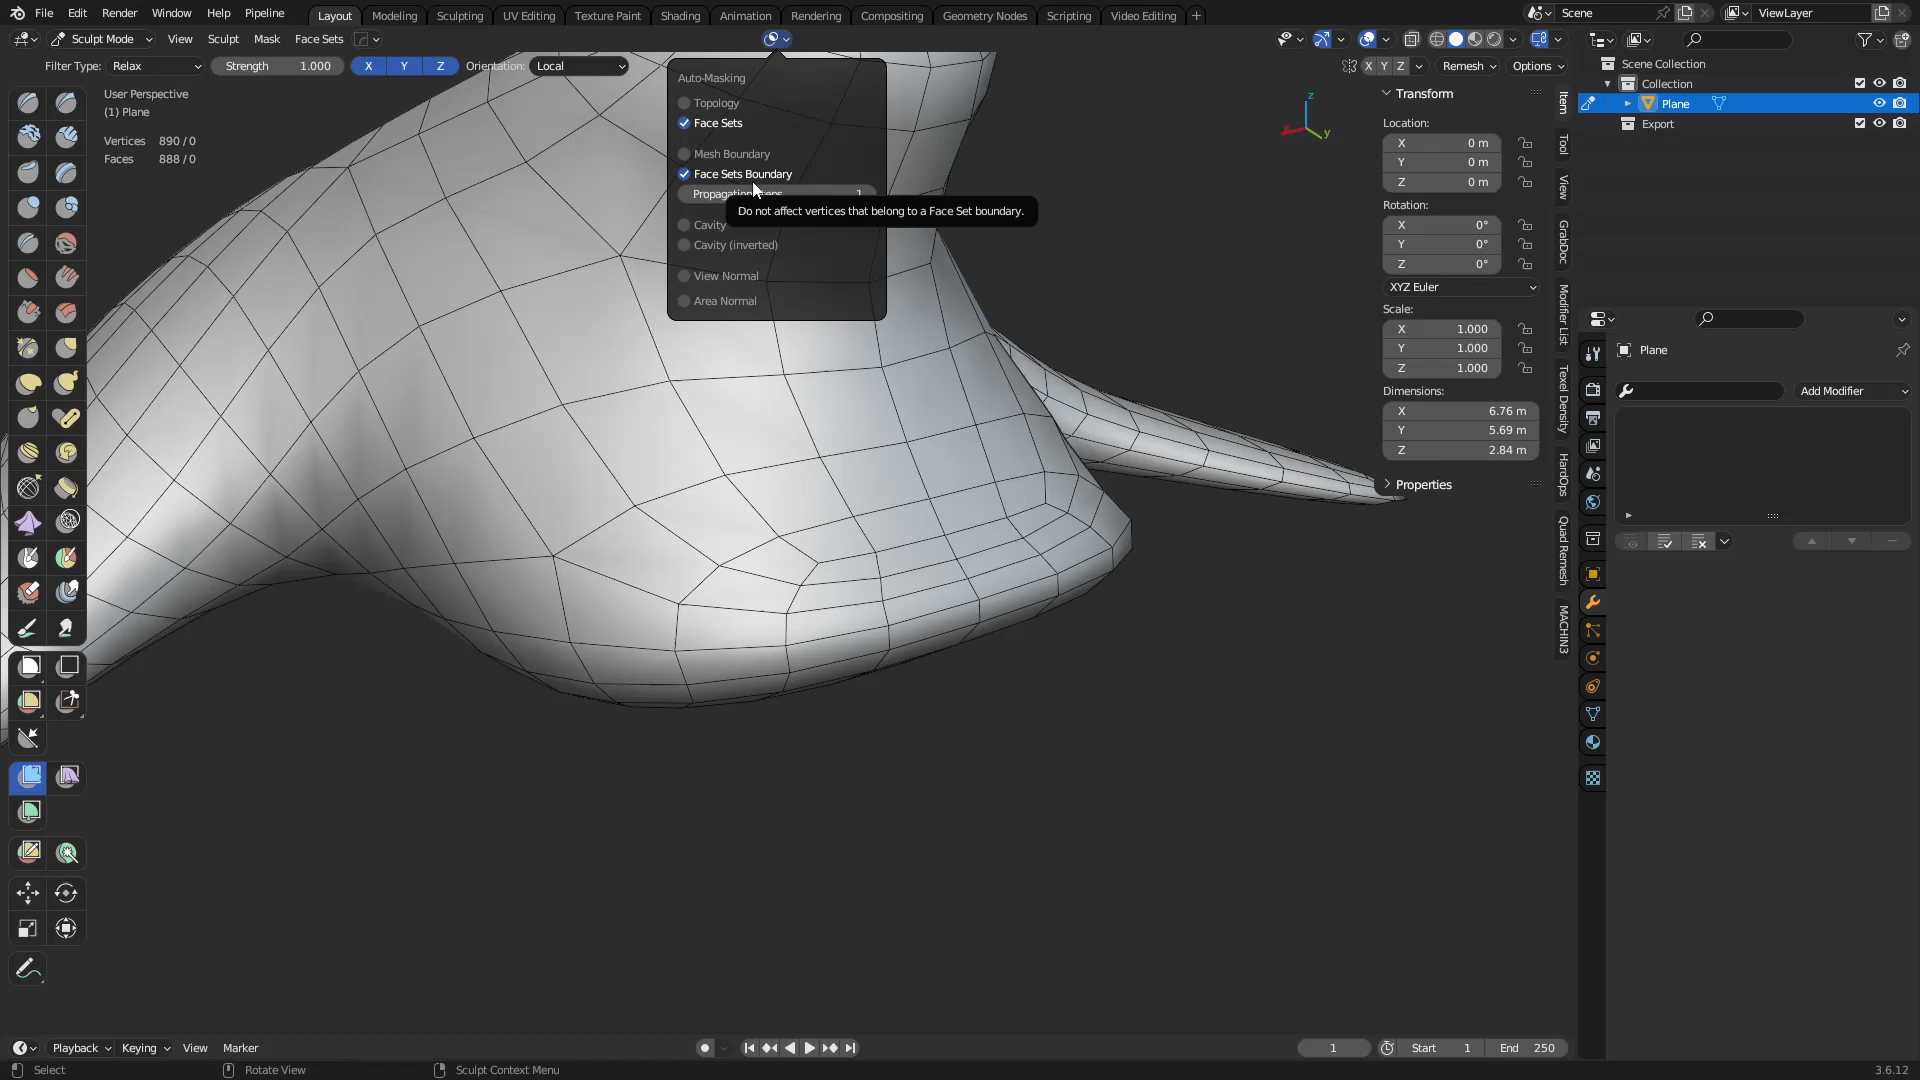 File Edit Render Window Help Pipeline
Layout Modeling Sculpting UV Editing Texture Paint Shading Animation Rendering Compositing Geometry Nodes Scripting Video Editing +
Scene
ViewLayer
Sculpt Mode View Sculpt Mask Face Sets
Filter Type: Relax Strength 1.000 X Y Z Orientation: Local
X Y Z Remesh Options
User Perspective
(1) Plane
Vertices 890 / 0
Faces 888 / 0
Auto-Masking
Topology
Face Sets
Mesh Boundary
Face Sets Boundary
1
Do not affect vertices that belong to a Face Set boundary.
Cavity
Cavity (inverted)
View Normal
Area Normal
z
x
y
Transform
Location:
X 0 m
Y 0 m
Z 0 m
Rotation:
X 0°
Y 0°
Z 0°
XYZ Euler
Scale:
X 1.000
Y 1.000
Z 1.000
Dimensions:
X 6.76 m
Y 5.69 m
Z 2.84 m
Properties
Item
Tool
View
GrabDoc
Modifier List
Texel Density
HardOps
Quad Remesh
MACHIN3
Scene Collection
Collection
Plane
Export
Plane
Add Modifier
Playback Keying View Marker
1 Start 1 End 250
Select Rotate View Sculpt Context Menu
3.6.12